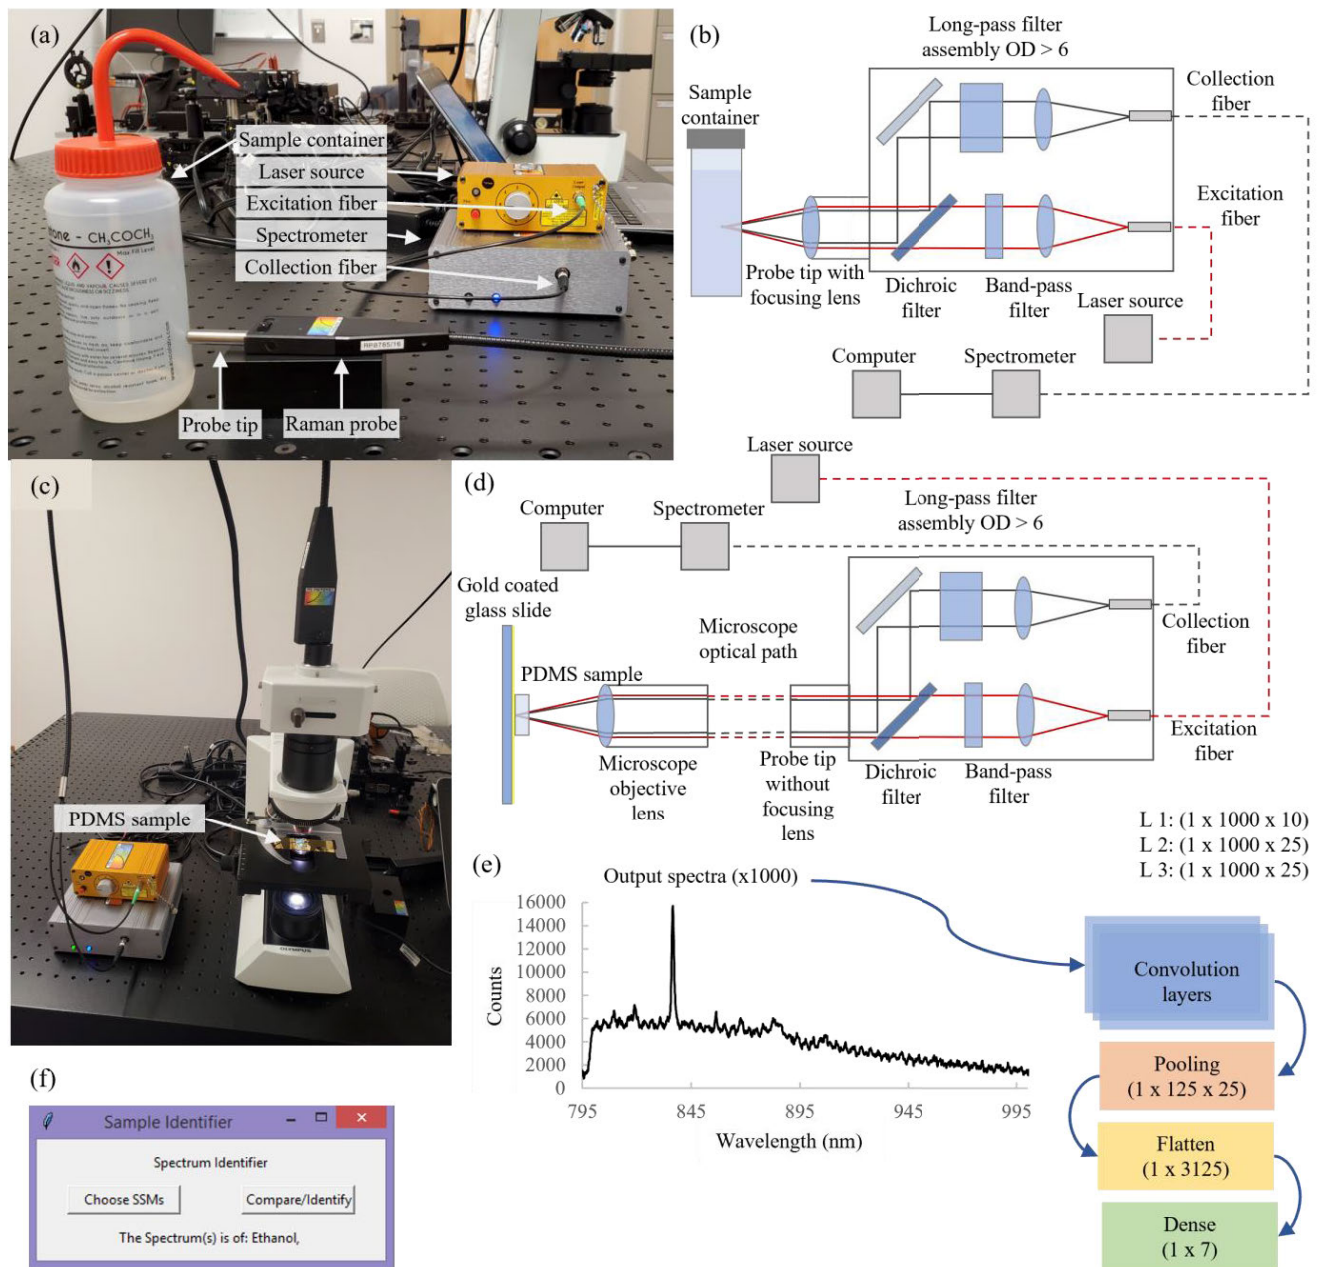 (a)
Sample container
Laser source
Excitation fiber
Spectrometer
Collection fiber
one - CH₃COCH₃
Probe tip
Raman probe
(b)
Long-pass filter
assembly OD > 6
Sample
container
Collection
fiber
Excitation
fiber
Probe tip with
focusing lens
Dichroic
filter
Band-pass
filter
Laser source
Computer
Spectrometer
(c)
PDMS sample
OLYMPUS
(d)
Laser source
Computer
Spectrometer
Long-pass filter
assembly OD > 6
Gold coated
glass slide
PDMS sample
Microscope
optical path
Collection
fiber
Excitation
fiber
Microscope
objective
lens
Probe tip
without
focusing
lens
Dichroic
filter
Band-pass
filter
L 1: (1 x 1000 x 10)
L 2: (1 x 1000 x 25)
L 3: (1 x 1000 x 25)
(e)
Output spectra (x1000)
Counts
16000
14000
12000
10000
8000
6000
4000
2000
0
795 845 895 945 995
Wavelength (nm)
Convolution
layers
Pooling
(1 x 125 x 25)
Flatten
(1 x 3125)
Dense
(1 x 7)
(f)
Sample Identifier
Spectrum Identifier
Choose SSMs
Compare/Identify
The Spectrum(s) is of: Ethanol,